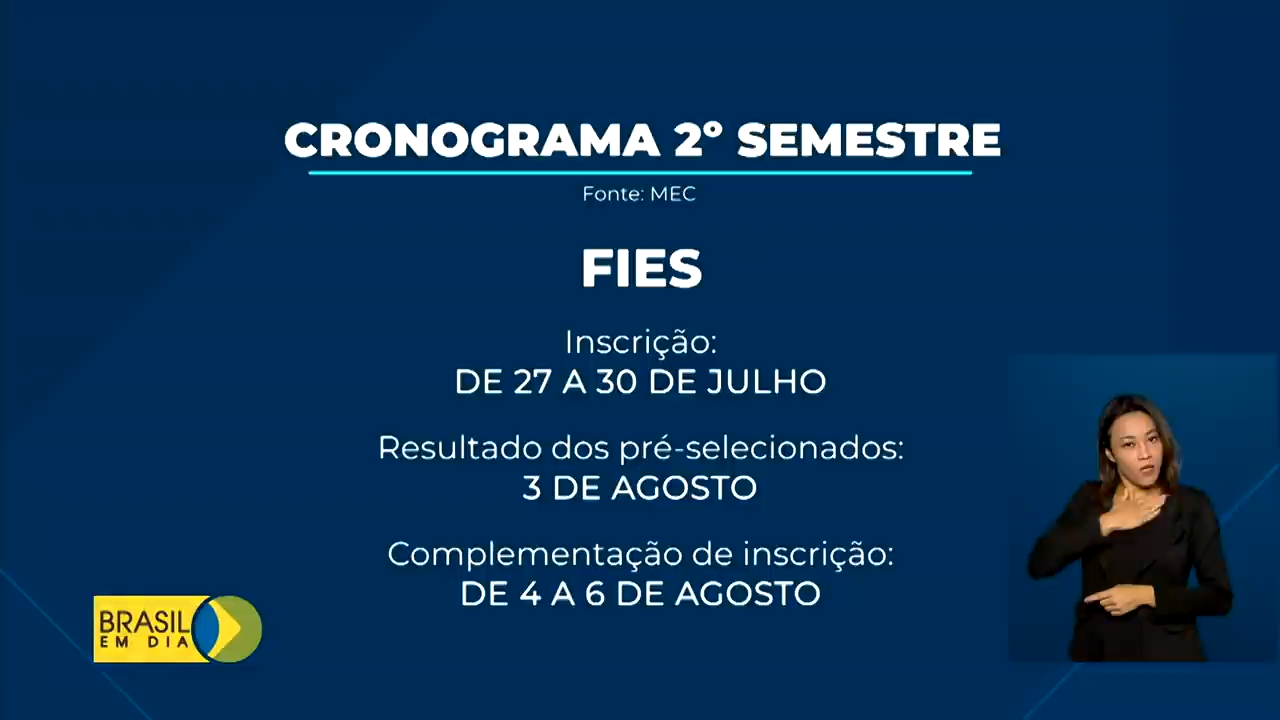 CRONOGRAMA 2º SEMESTRE
Fonte: MEC
FIES
Inscrição:
DE 27 A 30 DE JULHO
Resultado dos pré-selecionados:
3 DE AGOSTO
Complementação de inscrição:
DE 4 A 6 DE AGOSTO
BRASIL
EM DIA